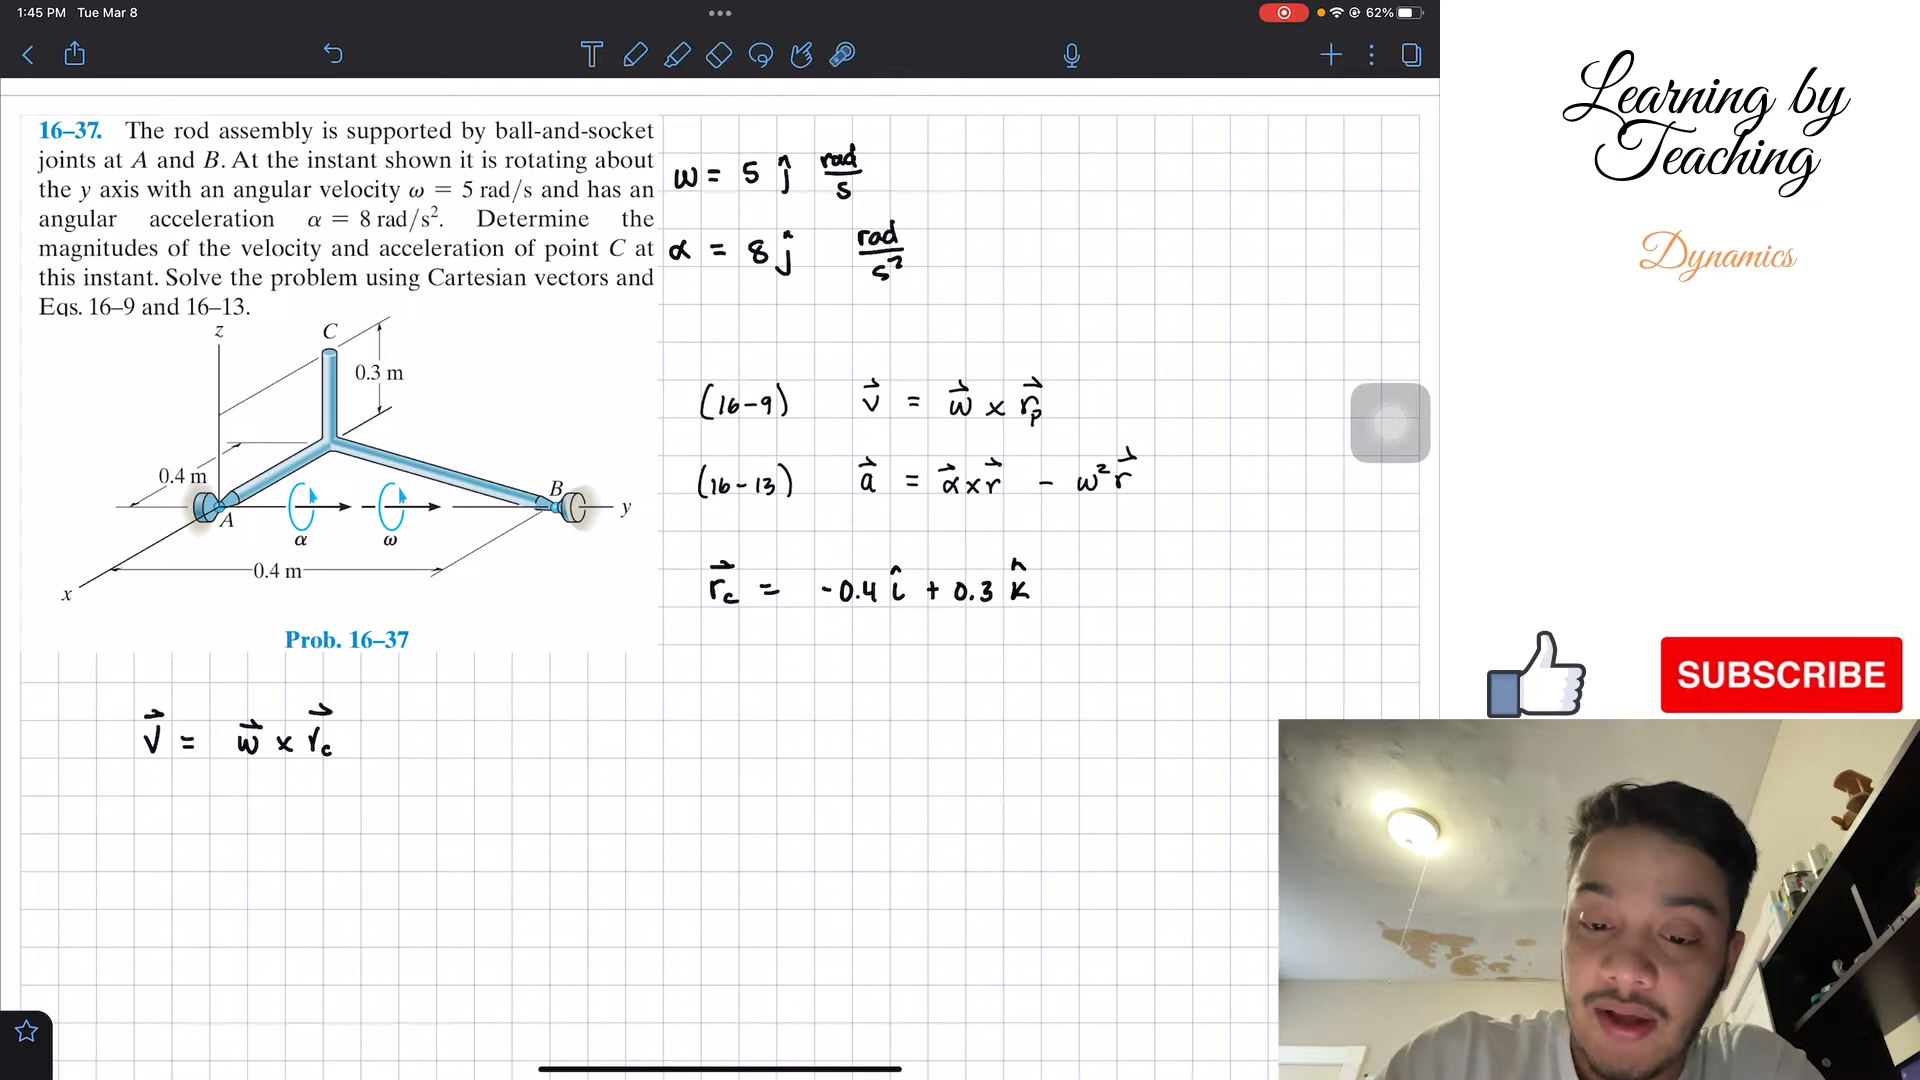 1:45 PM Tue Mar 8
62%
16–37. The rod assembly is supported by ball-and-socket
joints at A and B. At the instant shown it is rotating about
the y axis with an angular velocity ω = 5 rad/s and has an
angular acceleration α = 8 rad/s². Determine the
magnitudes of the velocity and acceleration of point C at
this instant. Solve the problem using Cartesian vectors and
Eqs. 16–9 and 16–13.
z
C
0.3 m
0.4 m
A
B
y
α
ω
0.4 m
x
Prob. 16–37
ω = 5 ĵ rad/s
α = 8 ĵ rad/s²
(16-9) v⃗ = ω⃗ × r⃗p
(16-13) a⃗ = α⃗ × r⃗ - ω² r⃗
r⃗c = -0.4 î + 0.3 k̂
v⃗ = ω⃗ × r⃗c
Learning by
Teaching
Dynamics
SUBSCRIBE